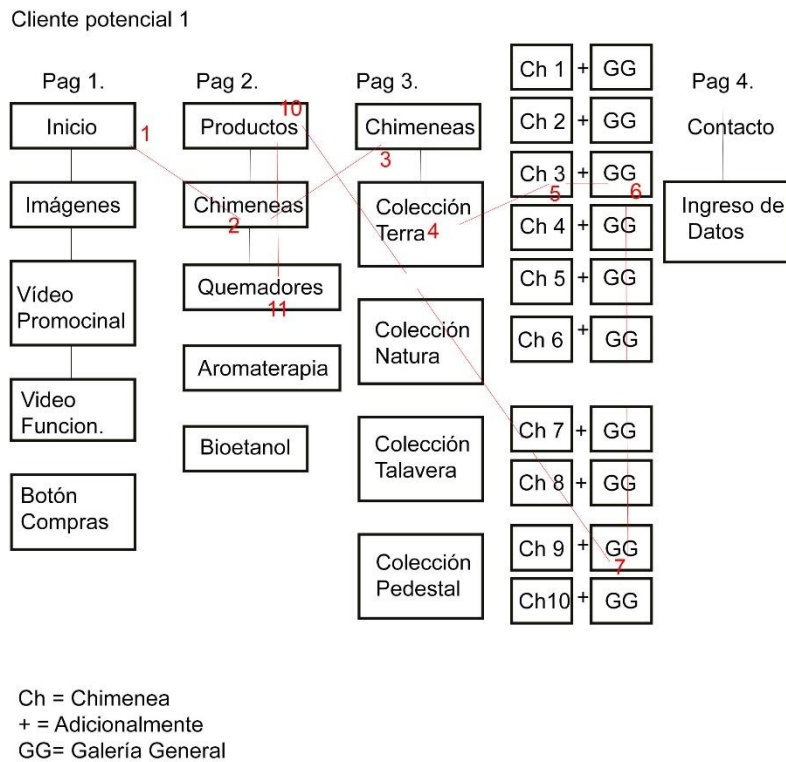 Cliente potencial 1
Pag 1.
Inicio
1
Imágenes
Vídeo
Promocinal
Video
Funcion.
Botón
Compras
Pag 2.
10
Productos
Chimeneas
2
Quemadores
11
Aromaterapia
Bioetanol
Pag 3.
Chimeneas
3
Colección
Terra 4
Colección
Natura
Colección
Talavera
Colección
Pedestal
Ch 1 + GG
Ch 2 + GG
Ch 3 + GG
5 6
Ch 4 + GG
Ch 5 + GG
Ch 6 + GG
Ch 7 + GG
Ch 8 + GG
Ch 9 + GG
7
Ch10 + GG
Pag 4.
Contacto
Ingreso de
Datos
Ch = Chimenea
+ = Adicionalmente
GG= Galería General